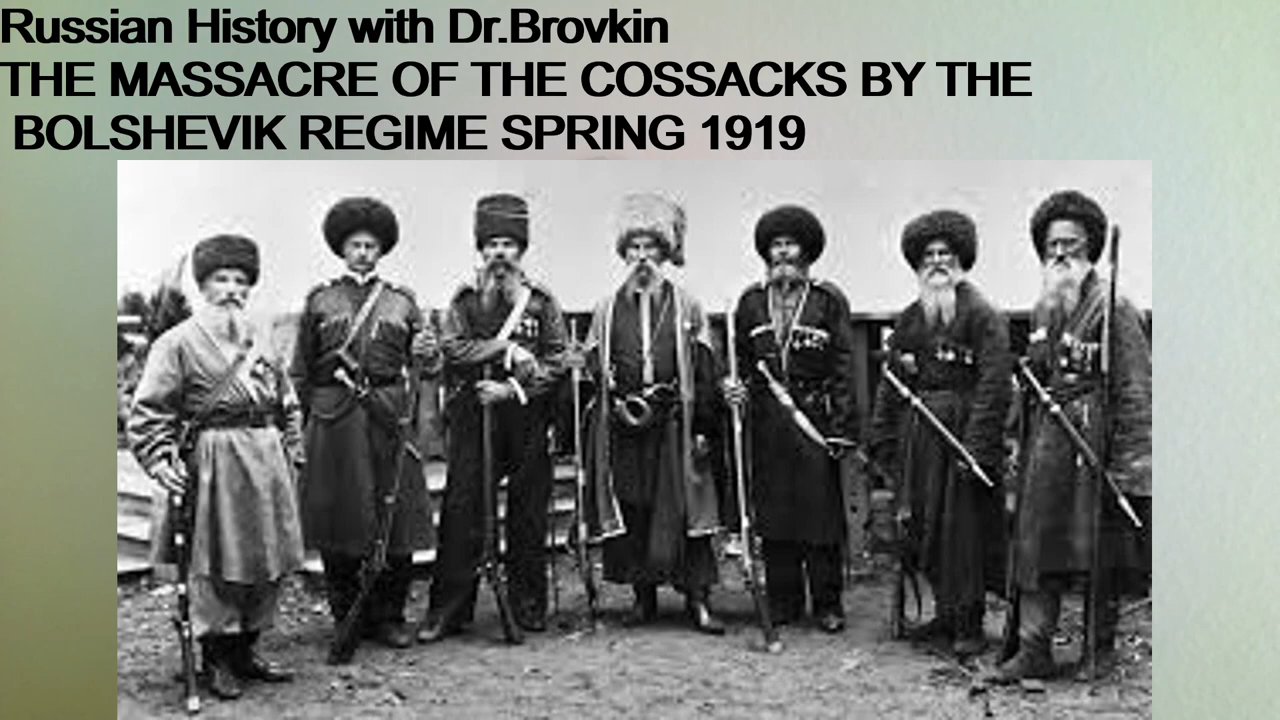 Russian History with Dr.Brovkin
THE MASSACRE OF THE COSSACKS BY THE
BOLSHEVIK REGIME SPRING 1919